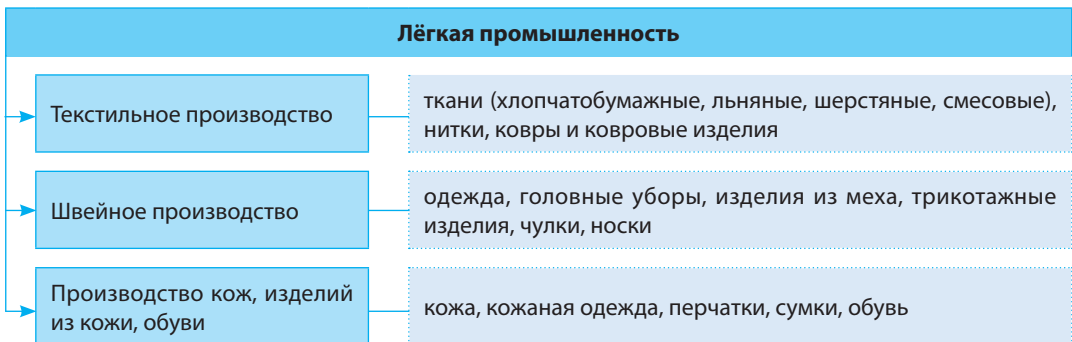 Лёгкая промышленность
Текстильное производство
ткани (хлопчатобумажные, льняные, шерстяные, смесовые),
нитки, ковры и ковровые изделия
Швейное производство
одежда, головные уборы, изделия из меха, трикотажные
изделия, чулки, носки
Производство кож, изделий
из кожи, обуви
кожа, кожаная одежда, перчатки, сумки, обувь